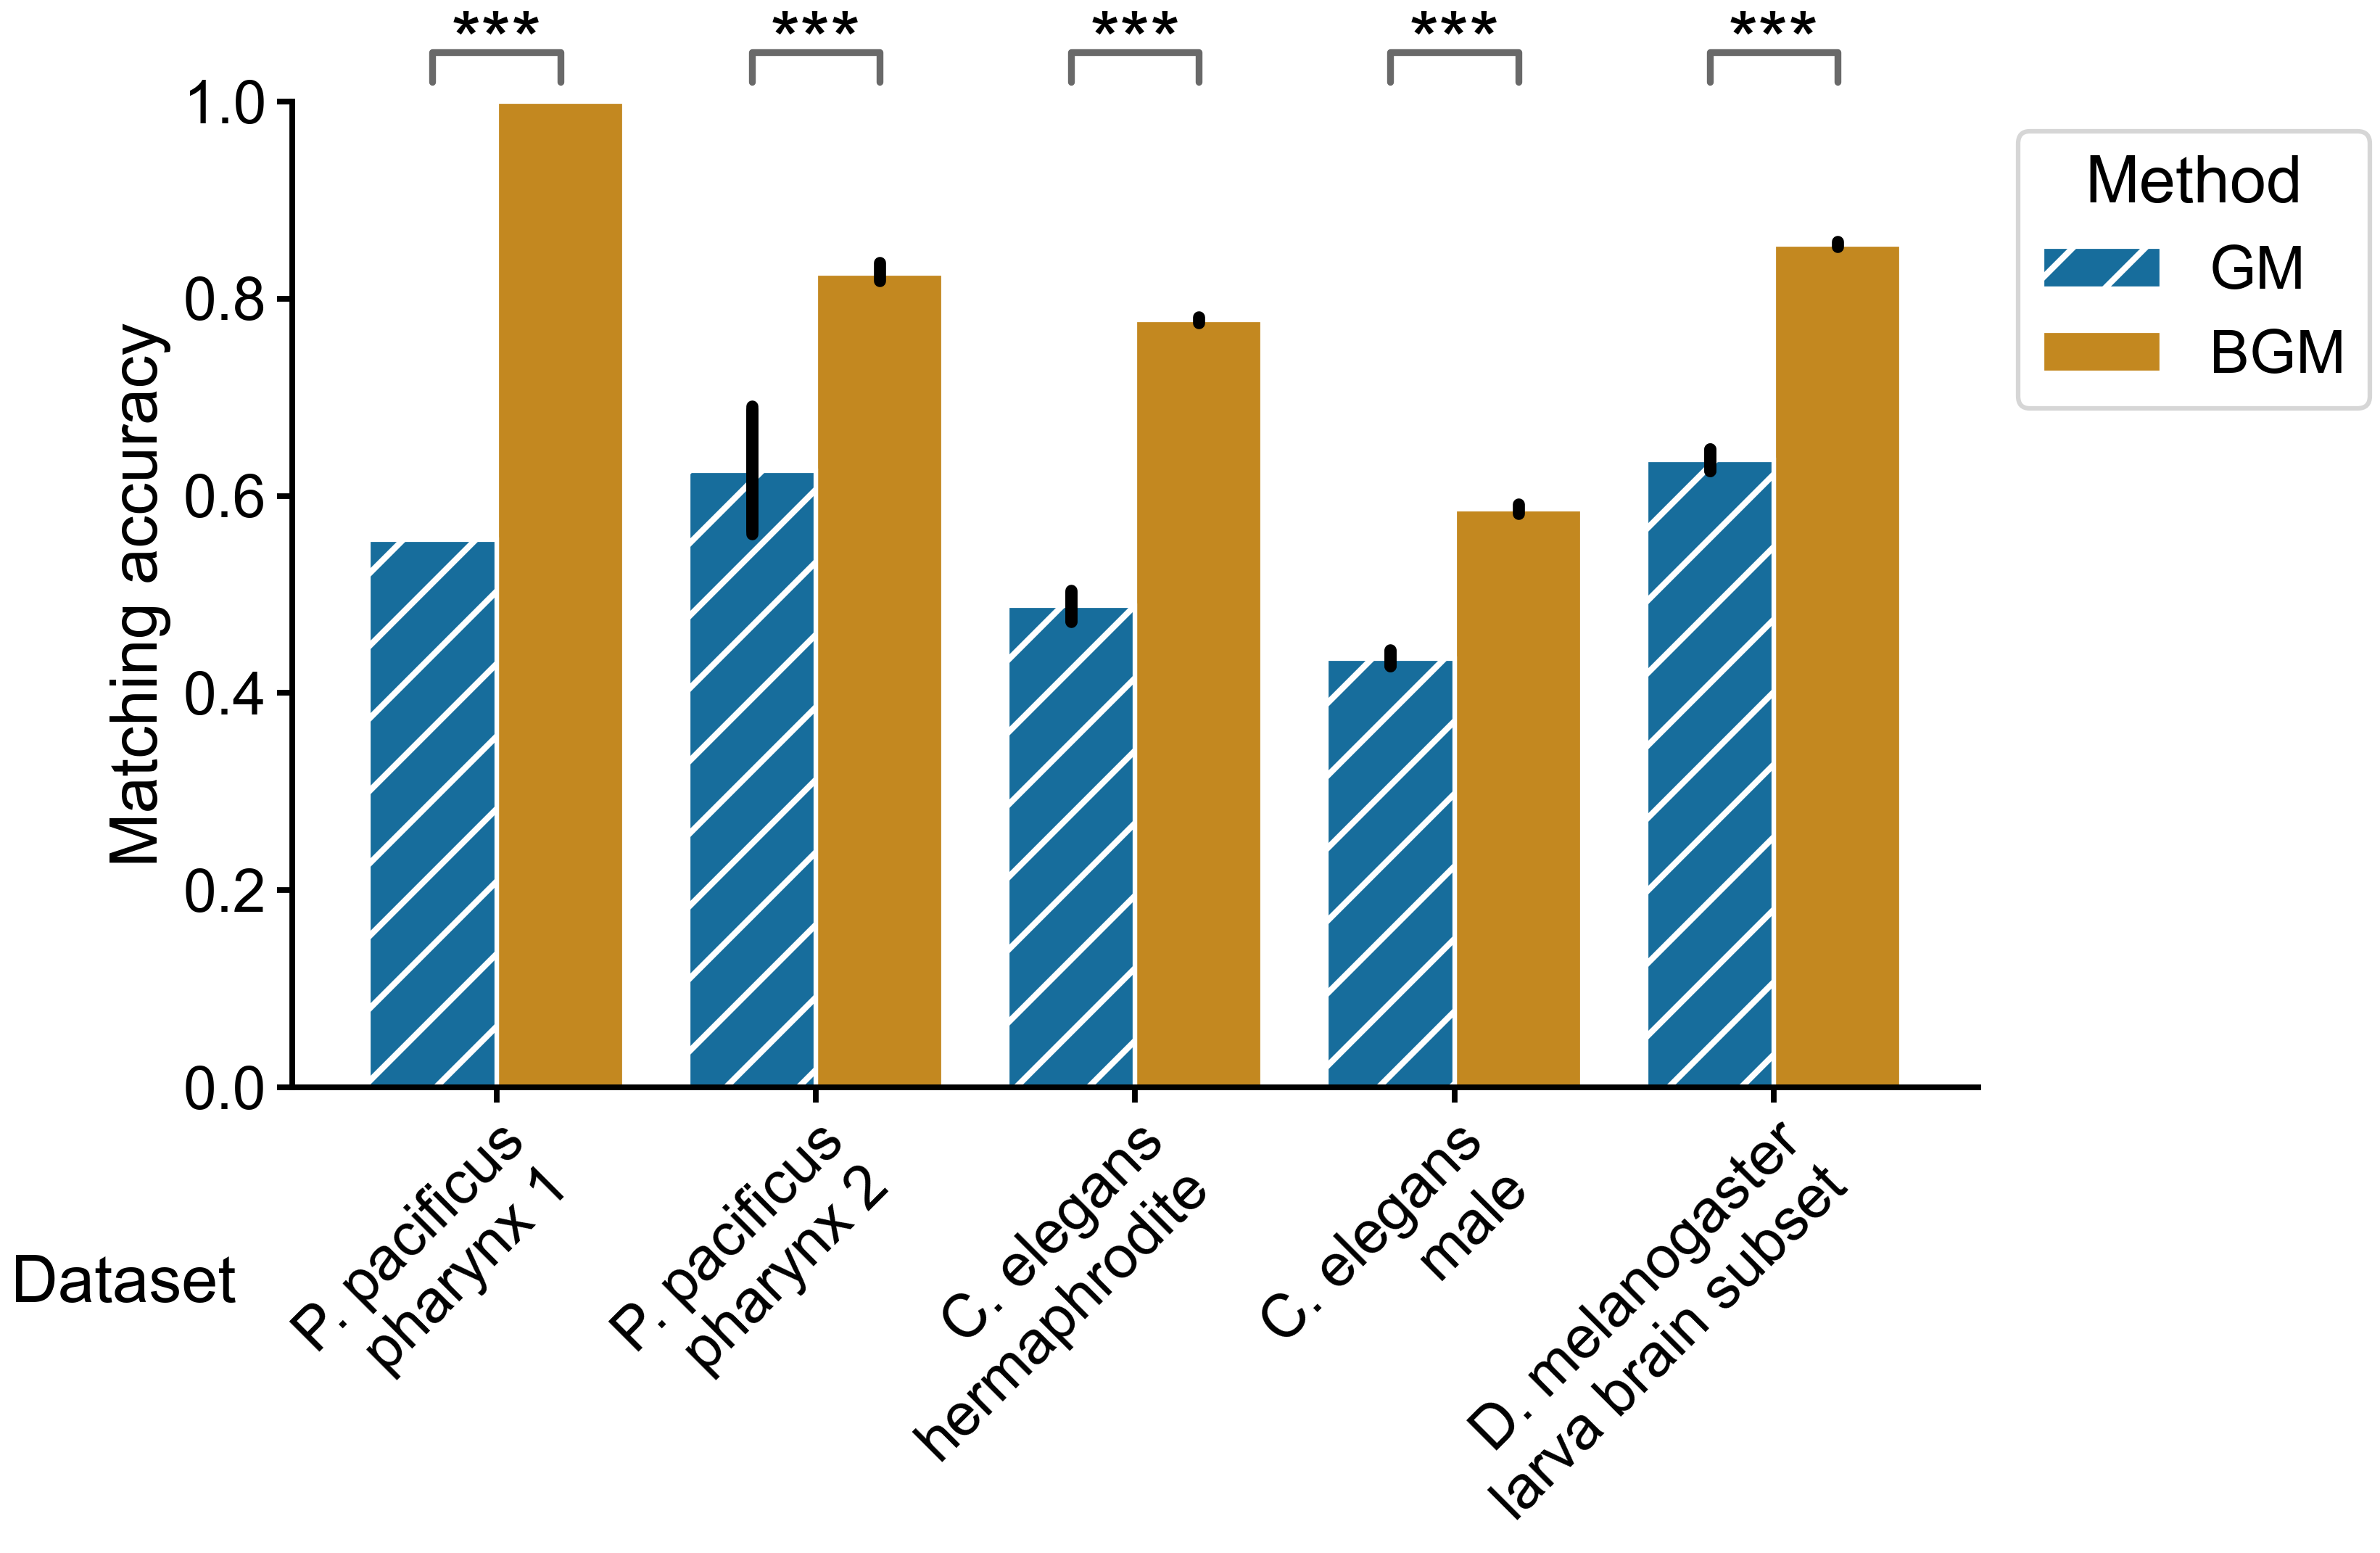 *** *** *** *** ***
Matching accuracy
1.0
0.8
0.6
0.4
0.2
0.0
Method
GM
BGM
Dataset
P. pacificus
pharynx 1
P. pacificus
pharynx 2
C. elegans
hermaphrodite
C. elegans
male
D. melanogaster
larva brain subset